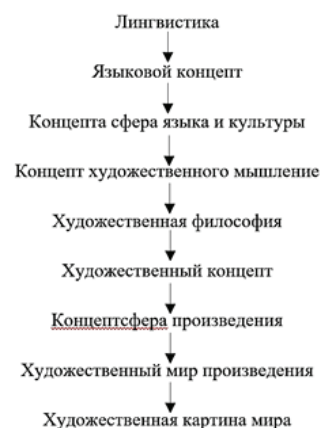 Лингвистика
Языковой концепт
Концепта сфера языка и культуры
Концепт художественного мышление
Художественная философия
Художественный концепт
Концептсфера произведения
Художественный мир произведения
Художественная картина мира